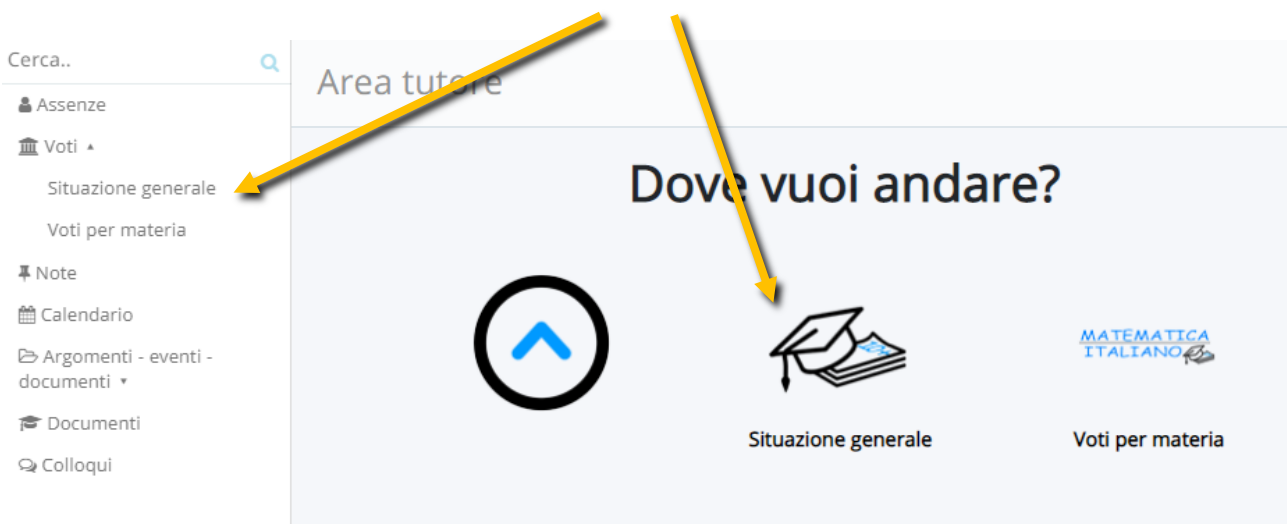 Cerca..
Area tutore
Assenze
Voti
Situazione generale
Voti per materia
Note
Calendario
Argomenti - eventi -
documenti
Documenti
Colloqui
Dove vuoi andare?
MATEMATICA
ITALIANO
Situazione generale
Voti per materia